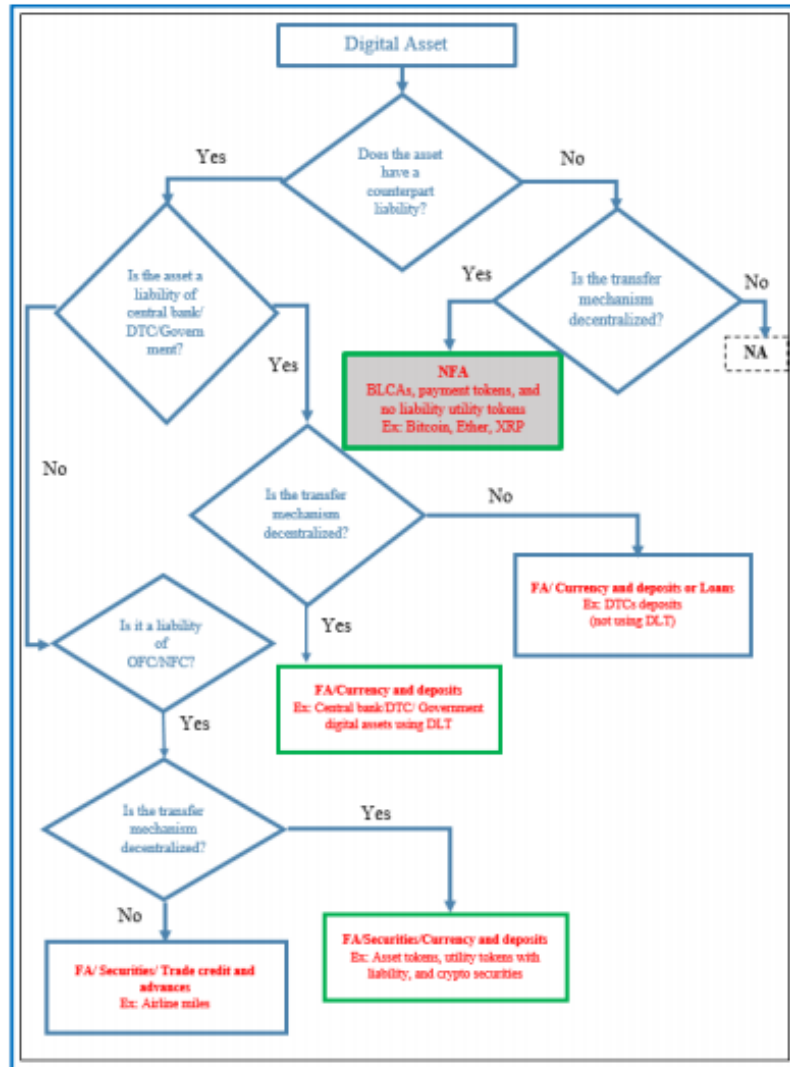 Digital Asset
Does the asset
have a
counterpart
liability?
Yes
No
Is the asset a
liability of
central bank/
DTC/Govern
ment?
Is the transfer
mechanism
decentralized?
Yes
No
NA
Yes
NFA
BLCAs, payment tokens, and
no liability utility tokens
Ex: Bitcoin, Ether, XRP
No
Is the transfer
mechanism
decentralized?
No
FA/ Currency and deposits or Loans
Ex: DTCs deposits
(not using DLT)
Is it a liability
of
OFC/NFC?
Yes
FA/Currency and deposits
Ex: Central bank/DTC/ Government
digital assets using DLT
Yes
Is the transfer
mechanism
decentralized?
Yes
No
FA/Securities/Currency and deposits
Ex: Asset tokens, utility tokens with
liability, and crypto securities
FA/ Securities/ Trade credit and
advances
Ex: Airline miles